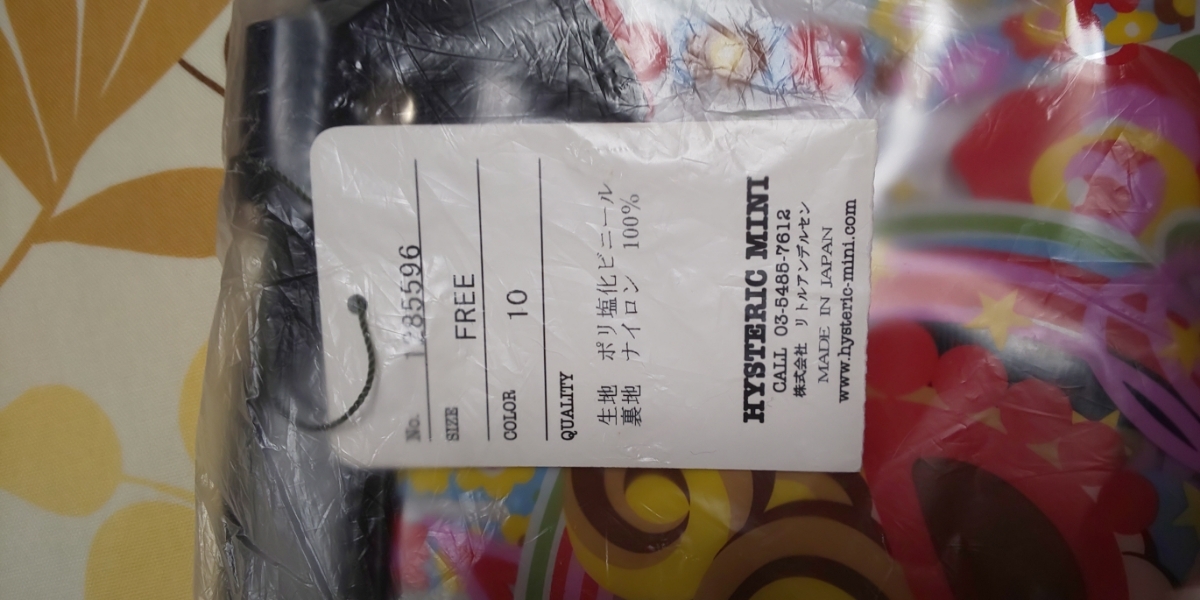 No. 1285596
SIZE FREE
COLOR 10
QUALITY
生地 ポリ塩化ビニール
裏地 ナイロン 100%
HYSTERIC MINI
CALL 03-5485-7612
株式会社 リトルアンデルセン
MADE IN JAPAN
www.hysteric-mini.com